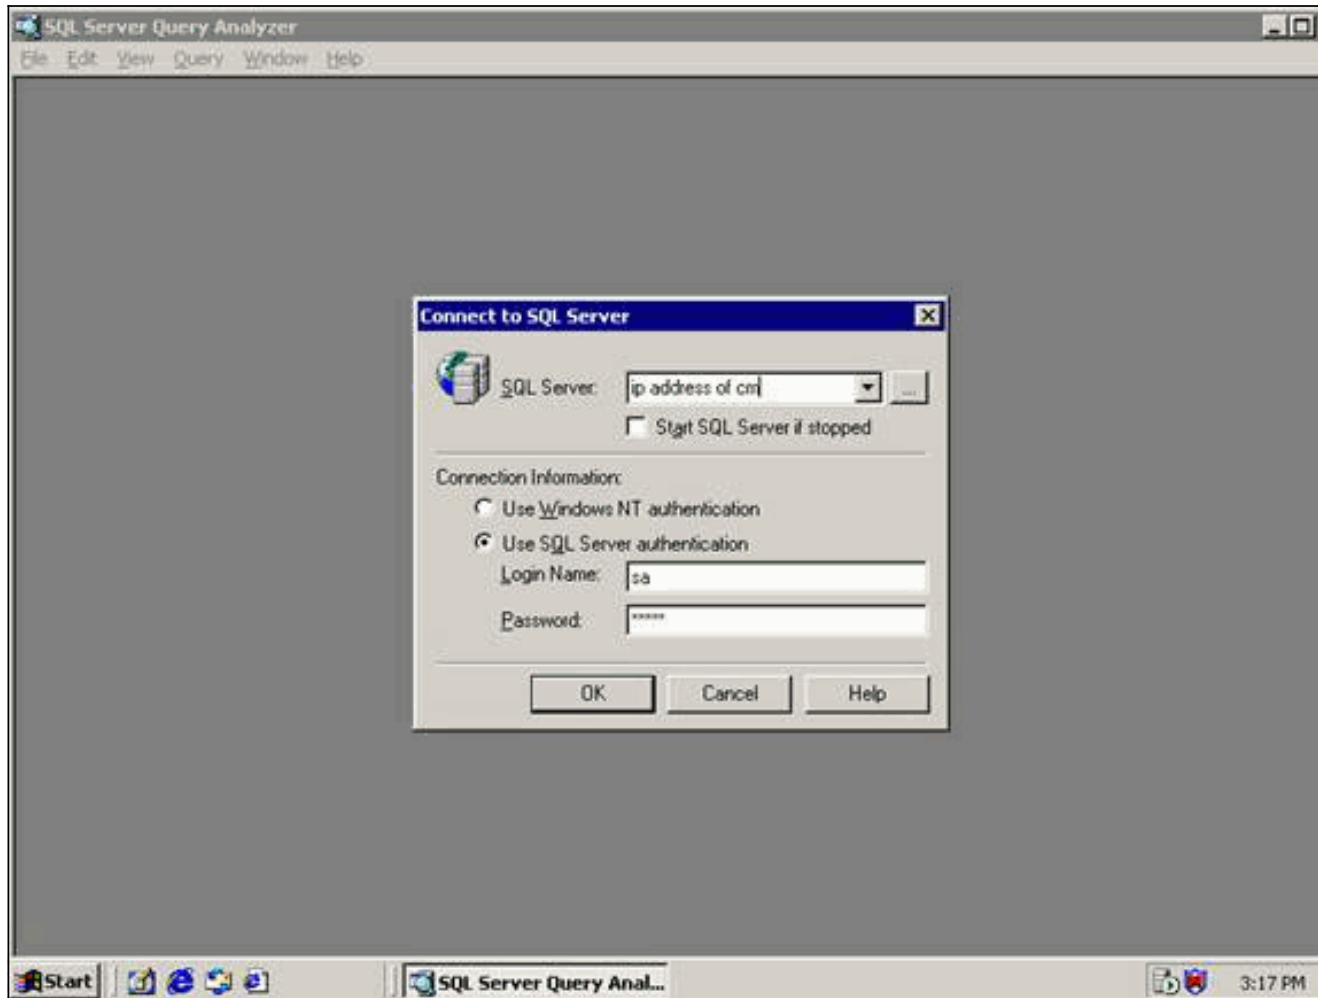 SQL Server Query Analyzer
File Edit View Query Window Help
Connect to SQL Server
SQL Server: ip address of cm ...
Start SQL Server if stopped
Connection Information:
Use Windows NT authentication
Use SQL Server authentication
Login Name: sa
Password: *****
OK Cancel Help
Start SQL Server Query Anal... 3:17 PM